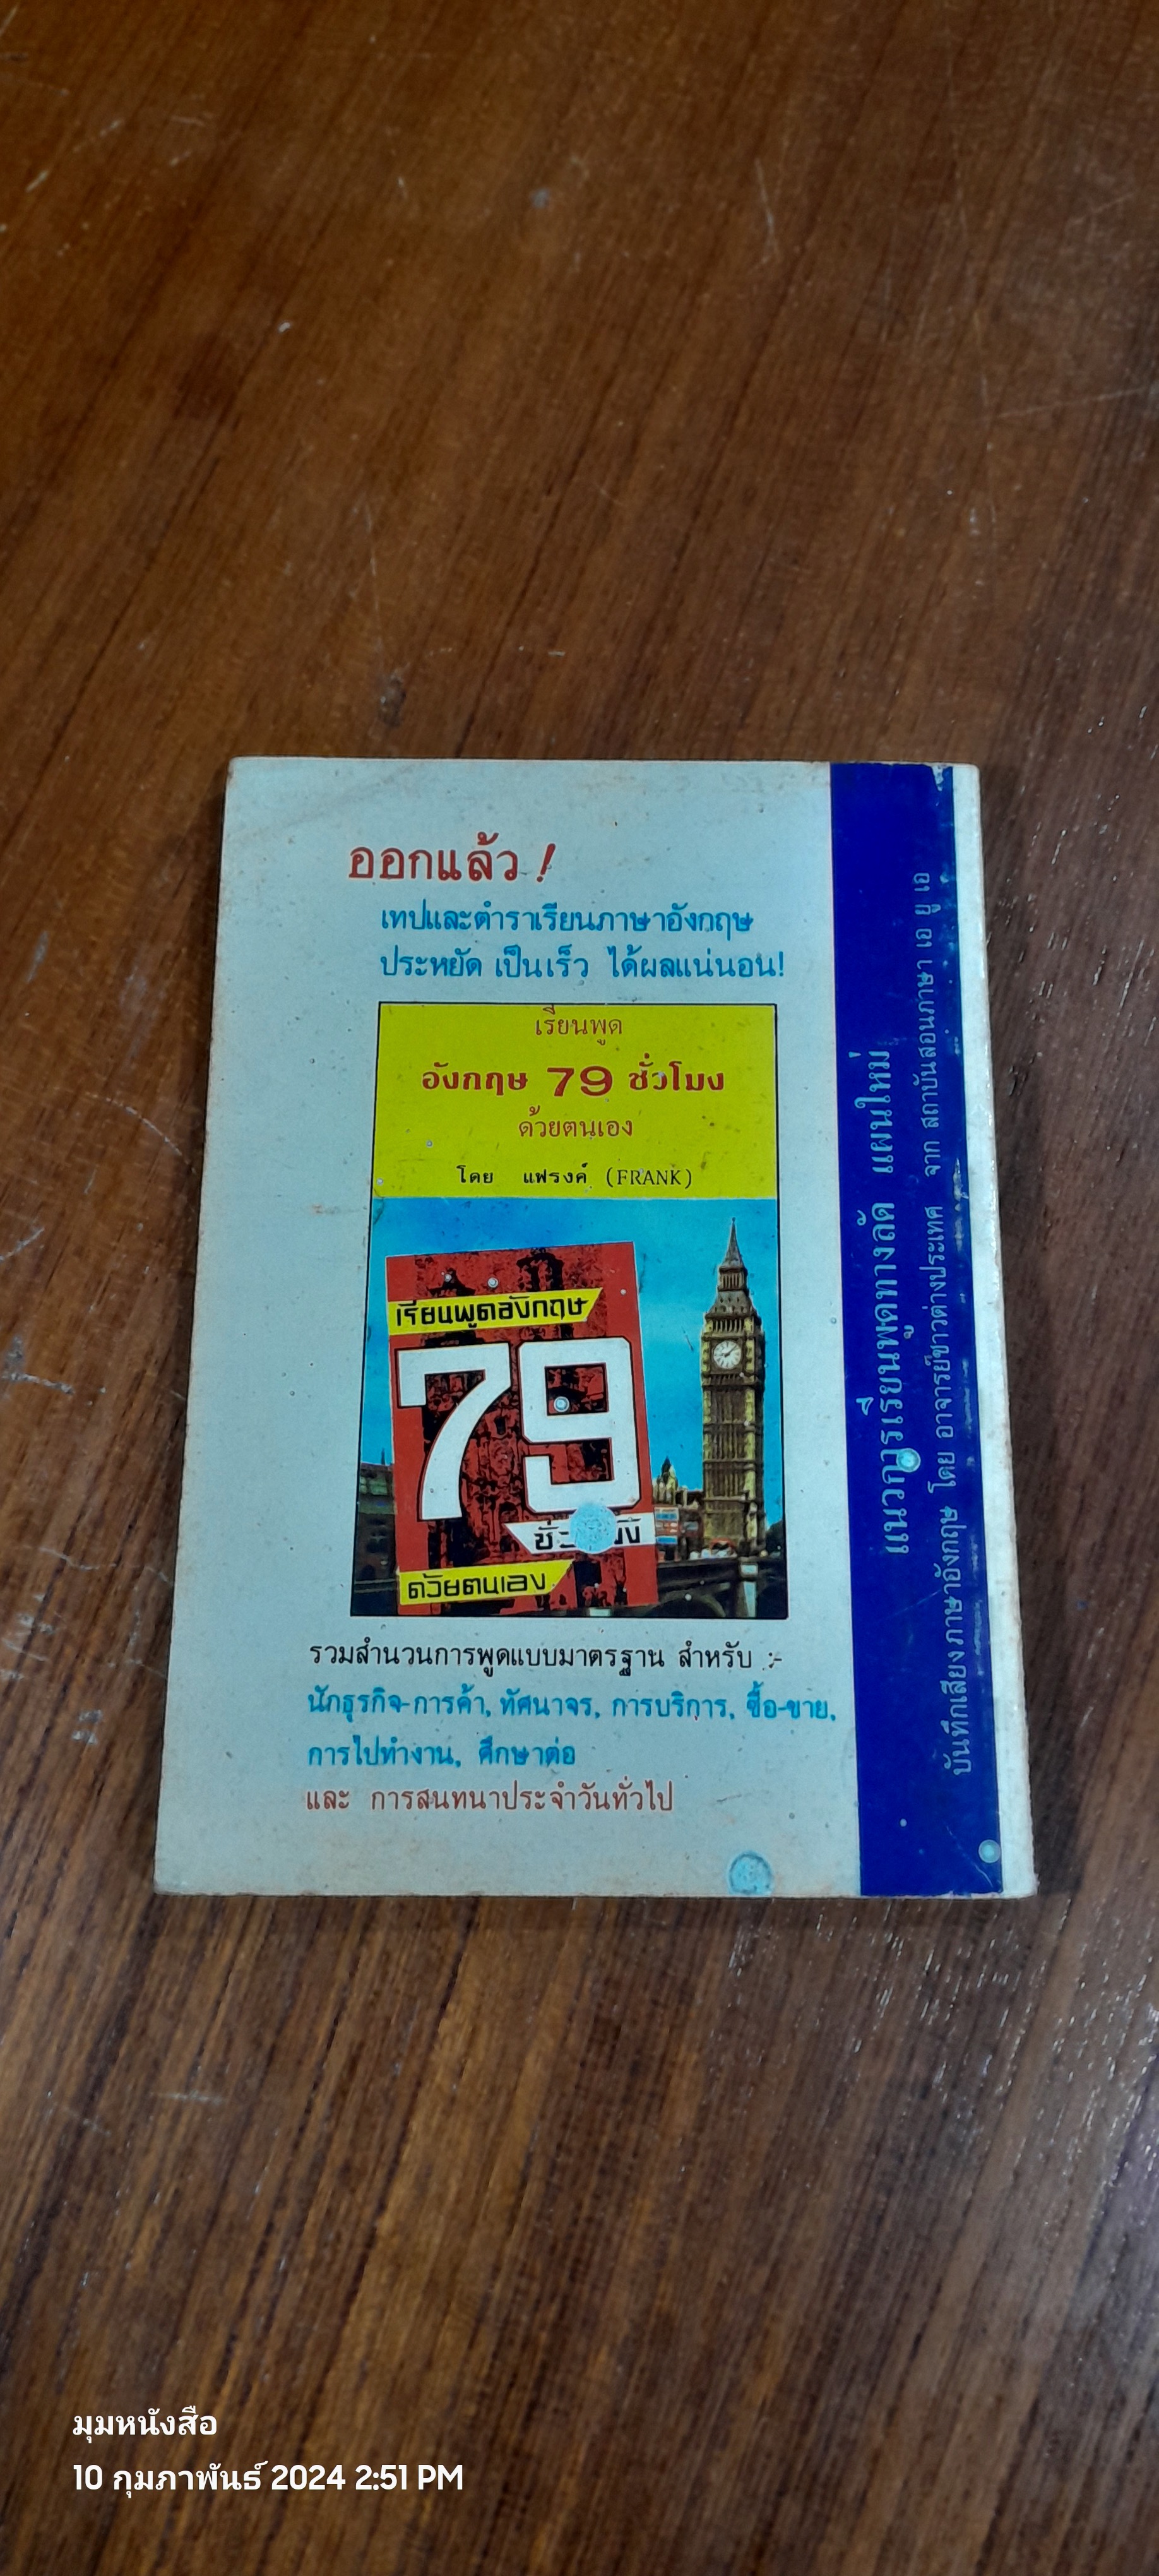 ออกแล้ว !
เทปและตำราเรียนภาษาอังกฤษ
ประหยัด เป็นเร็ว ได้ผลแน่นอน!
เรียนพูด
อังกฤษ 79 ชั่วโมง
ด้วยตนเอง
โดย แฟรงค์ (FRANK)
เรียนพูดอังกฤษ
79
ด้วยตนเอง
รวมสำนวนการพูดแบบมาตรฐาน สำหรับ :-
นักธุรกิจ-การค้า, ทัศนาจร, การบริการ, ซื้อ-ขาย,
การไปทำงาน, ศึกษาต่อ
และ การสนทนาประจำวันทั่วไป
แนวการเรียนพูดทางลัด แผนใหม่
บันทึกเสียงภาษาอังกฤษ โดย อาจารย์ชาวต่างประเทศ จาก สถาบันสอนภาษา เอ ยู เอ
มุมหนังสือ
10 กุมภาพันธ์ 2024 2:51 PM